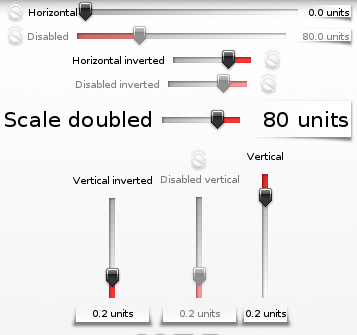 Horizontal 0.0 units
Disabled 80.0 units
Horizontal inverted
Disabled inverted
Scale doubled 80 units
Vertical
Vertical inverted Disabled vertical
0.2 units 0.2 units 0.2 units